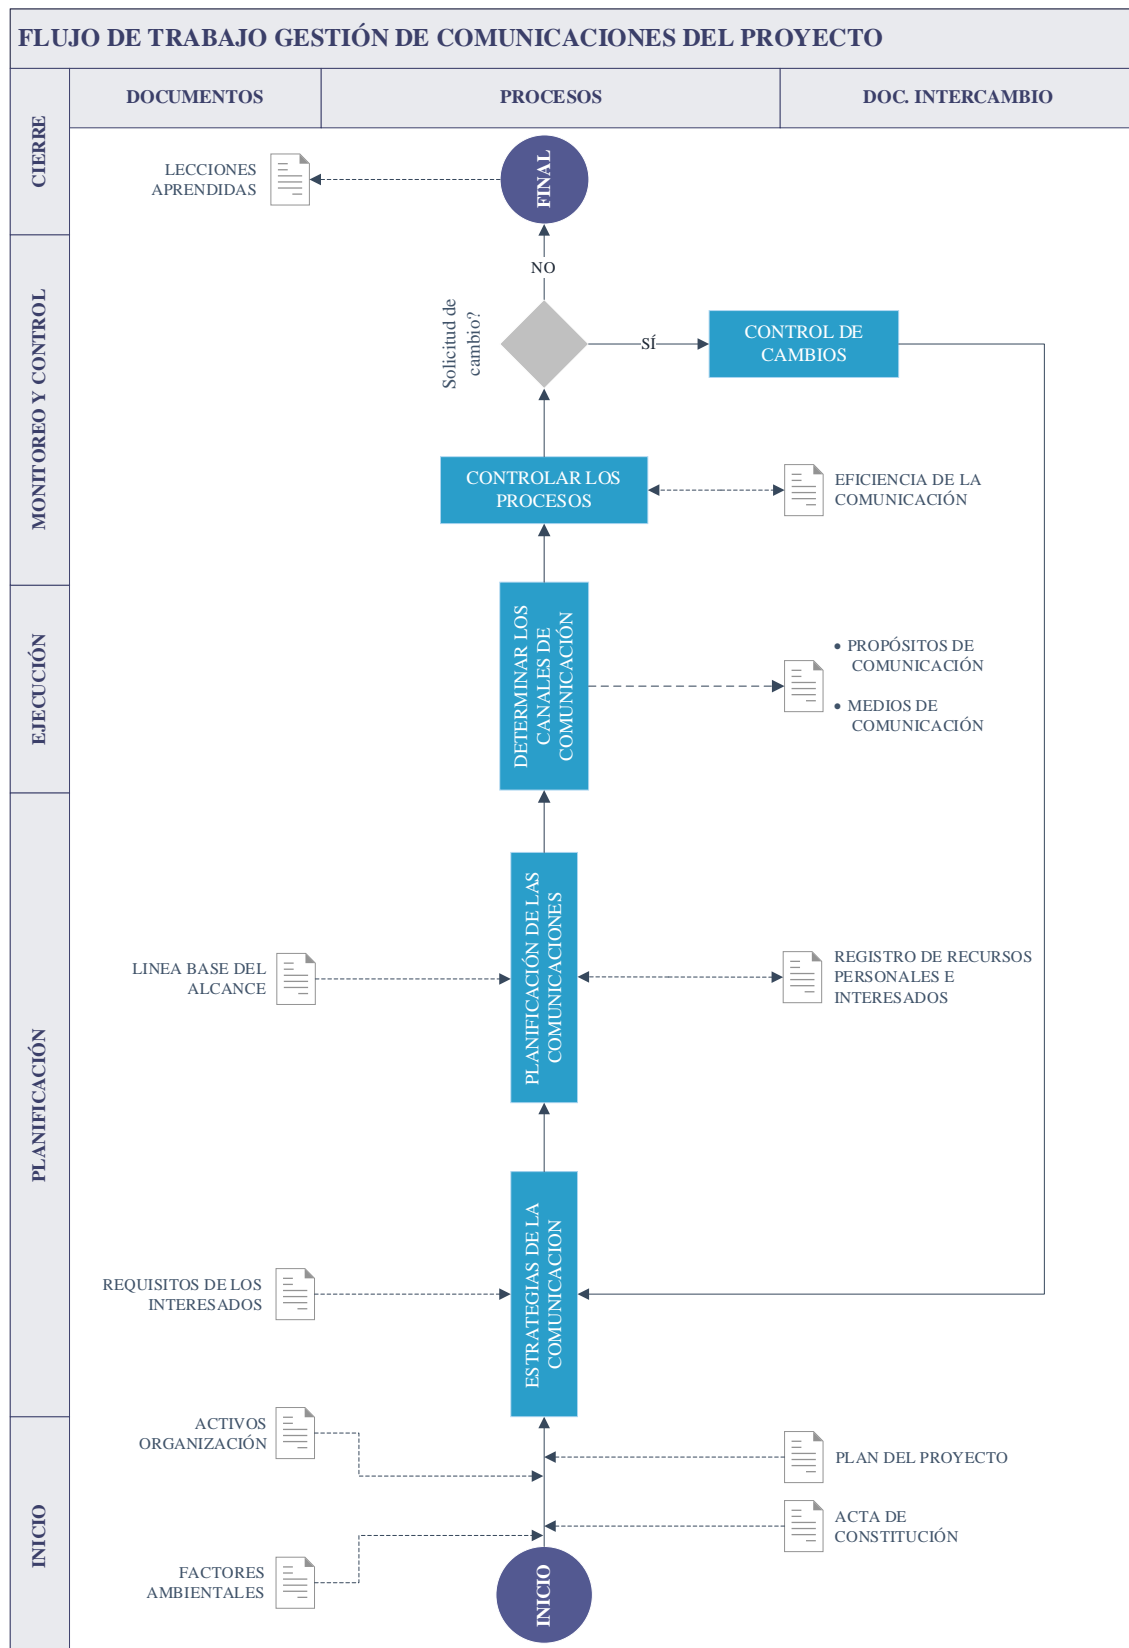 FLUJO DE TRABAJO GESTIÓN DE COMUNICACIONES DEL PROYECTO
DOCUMENTOS
PROCESOS
DOC. INTERCAMBIO
CIERRE
LECCIONES
APRENDIDAS
FINAL
NO
MONITOREO Y CONTROL
Solicitud de
cambio?
SÍ
CONTROL DE
CAMBIOS
CONTROLAR LOS
PROCESOS
EFICIENCIA DE LA
COMUNICACIÓN
EJECUCIÓN
DETERMINAR LOS
CANALES DE
COMUNICACIÓN
• PROPÓSITOS DE
COMUNICACIÓN
• MEDIOS DE
COMUNICACIÓN
PLANIFICACIÓN
LINEA BASE DEL
ALCANCE
PLANIFICACIÓN DE LAS
COMUNICACIONES
REGISTRO DE RECURSOS
PERSONALES E
INTERESADOS
REQUISITOS DE LOS
INTERESADOS
ESTRATEGIAS DE LA
COMUNICACION
INICIO
ACTIVOS
ORGANIZACIÓN
PLAN DEL PROYECTO
ACTA DE
CONSTITUCIÓN
FACTORES
AMBIENTALES
INICIO